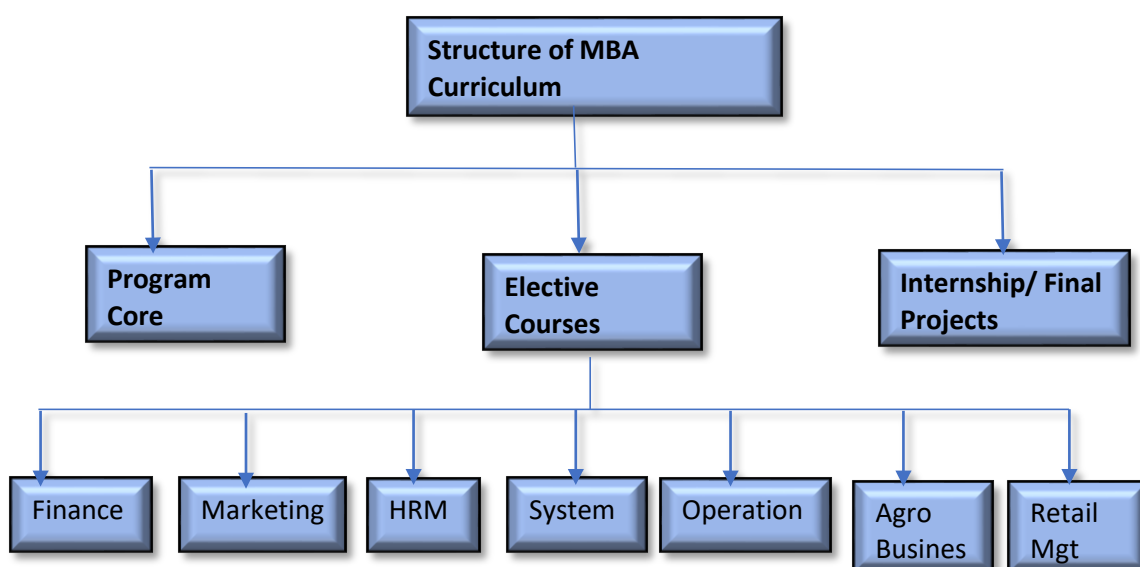 Structure of MBA
Curriculum
Program
Core
Elective
Courses
Internship/ Final
Projects
Finance
Marketing
HRM
System
Operation
Agro
Busines
Retail
Mgt